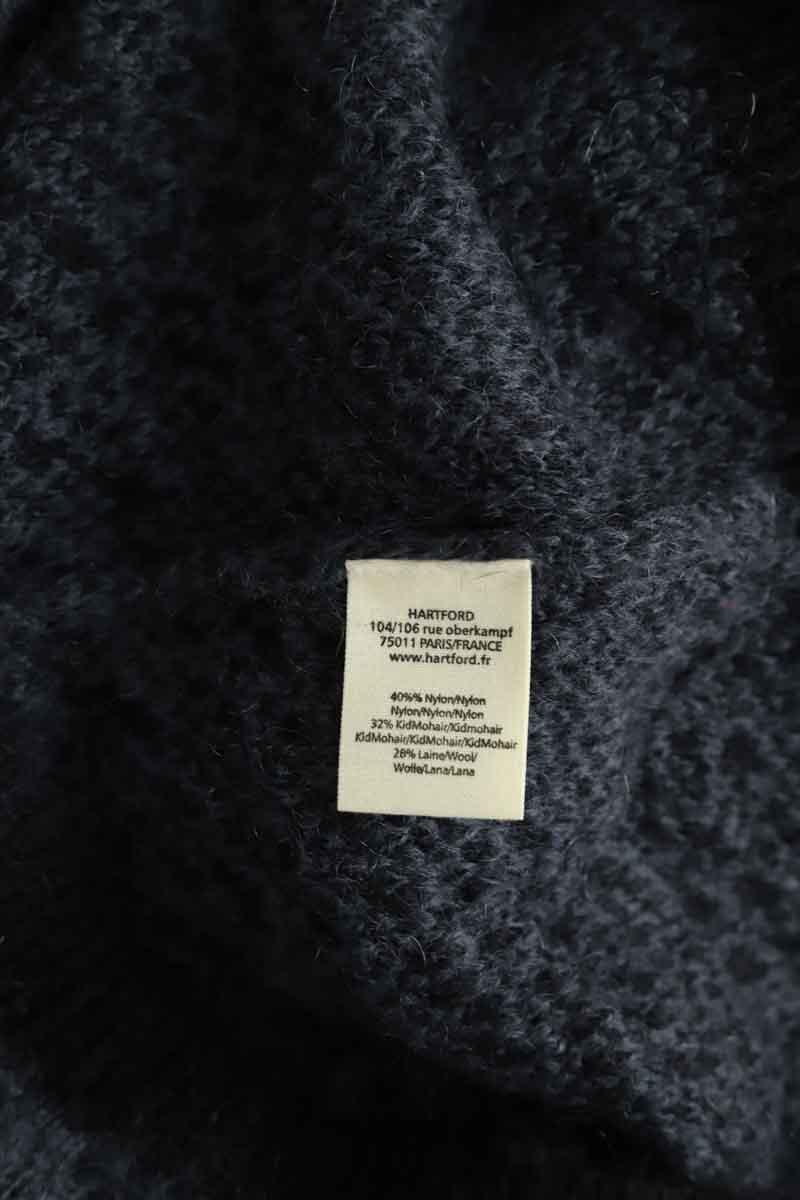 HARTFORD
104/106 rue oberkampf
75011 PARIS/FRANCE
www.hartford.fr
40%% Nylon/Nylon
Nylon/Nylon/Nylon
32% KidMohair/Kidmohair
KidMohair/KidMohair/KidMohair
28% Laine/Wool/
Wolle/Lana/Lana